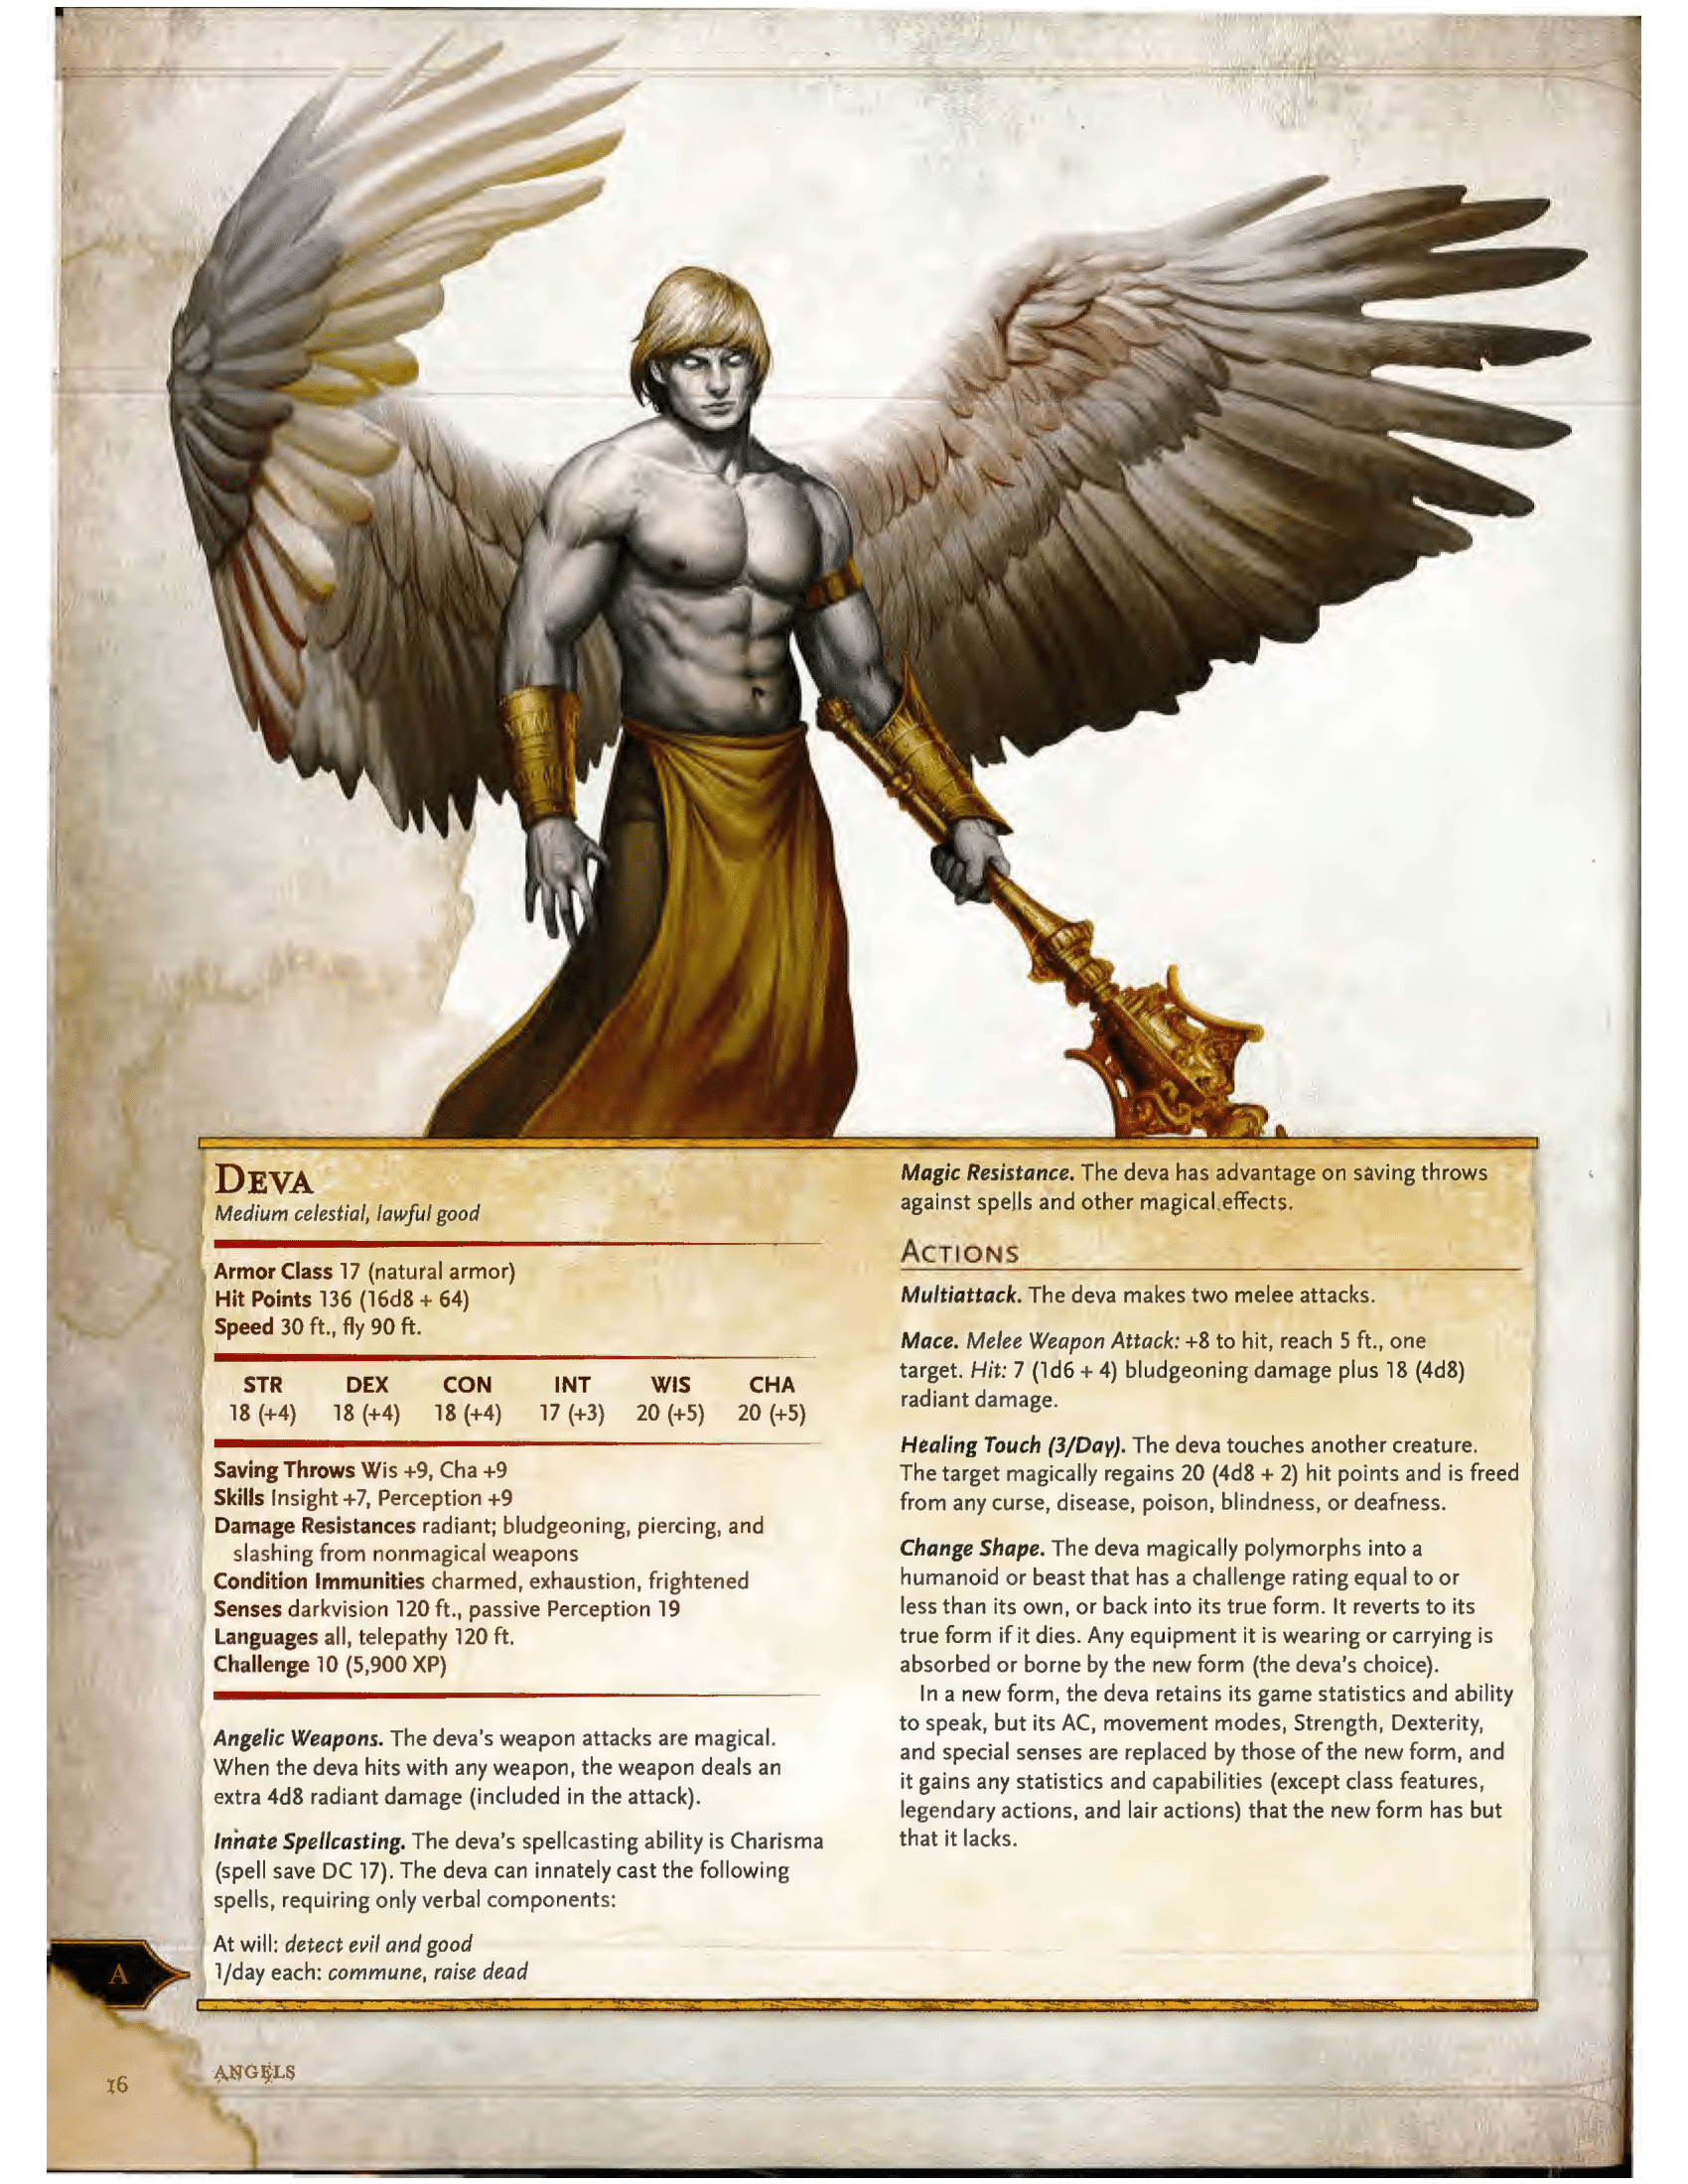 DEVA
Medium celestial, lawful good
Armor Class 17 (natural armor)
Hit Points 136 (16d8 + 64)
Speed 30 ft., fly 90 ft.
STR DEX CON INT WIS CHA
18 (+4) 18 (+4) 18 (+4) 17 (+3) 20 (+5) 20 (+5)
Saving Throws Wis +9, Cha +9
Skills Insight +7, Perception +9
Damage Resistances radiant; bludgeoning, piercing, and
slashing from nonmagical weapons
Condition Immunities charmed, exhaustion, frightened
Senses darkvision 120 ft., passive Perception 19
Languages all, telepathy 120 ft.
Challenge 10 (5,900 XP)
Angelic Weapons. The deva's weapon attacks are magical.
When the deva hits with any weapon, the weapon deals an
extra 4d8 radiant damage (included in the attack).
Innate Spellcasting. The deva's spellcasting ability is Charisma
(spell save DC 17). The deva can innately cast the following
spells, requiring only verbal components:
At will: detect evil and good
1/day each: commune, raise dead
Magic Resistance. The deva has advantage on saving throws
against spells and other magical effects.
ACTIONS
Multiattack. The deva makes two melee attacks.
Mace. Melee Weapon Attack: +8 to hit, reach 5 ft., one
target. Hit: 7 (1d6 + 4) bludgeoning damage plus 18 (4d8)
radiant damage.
Healing Touch (3/Day). The deva touches another creature.
The target magically regains 20 (4d8 + 2) hit points and is freed
from any curse, disease, poison, blindness, or deafness.
Change Shape. The deva magically polymorphs into a
humanoid or beast that has a challenge rating equal to or
less than its own, or back into its true form. It reverts to its
true form if it dies. Any equipment it is wearing or carrying is
absorbed or borne by the new form (the deva's choice).
In a new form, the deva retains its game statistics and ability
to speak, but its AC, movement modes, Strength, Dexterity,
and special senses are replaced by those of the new form, and
it gains any statistics and capabilities (except class features,
legendary actions, and lair actions) that the new form has but
that it lacks.
A
16
ANGELS